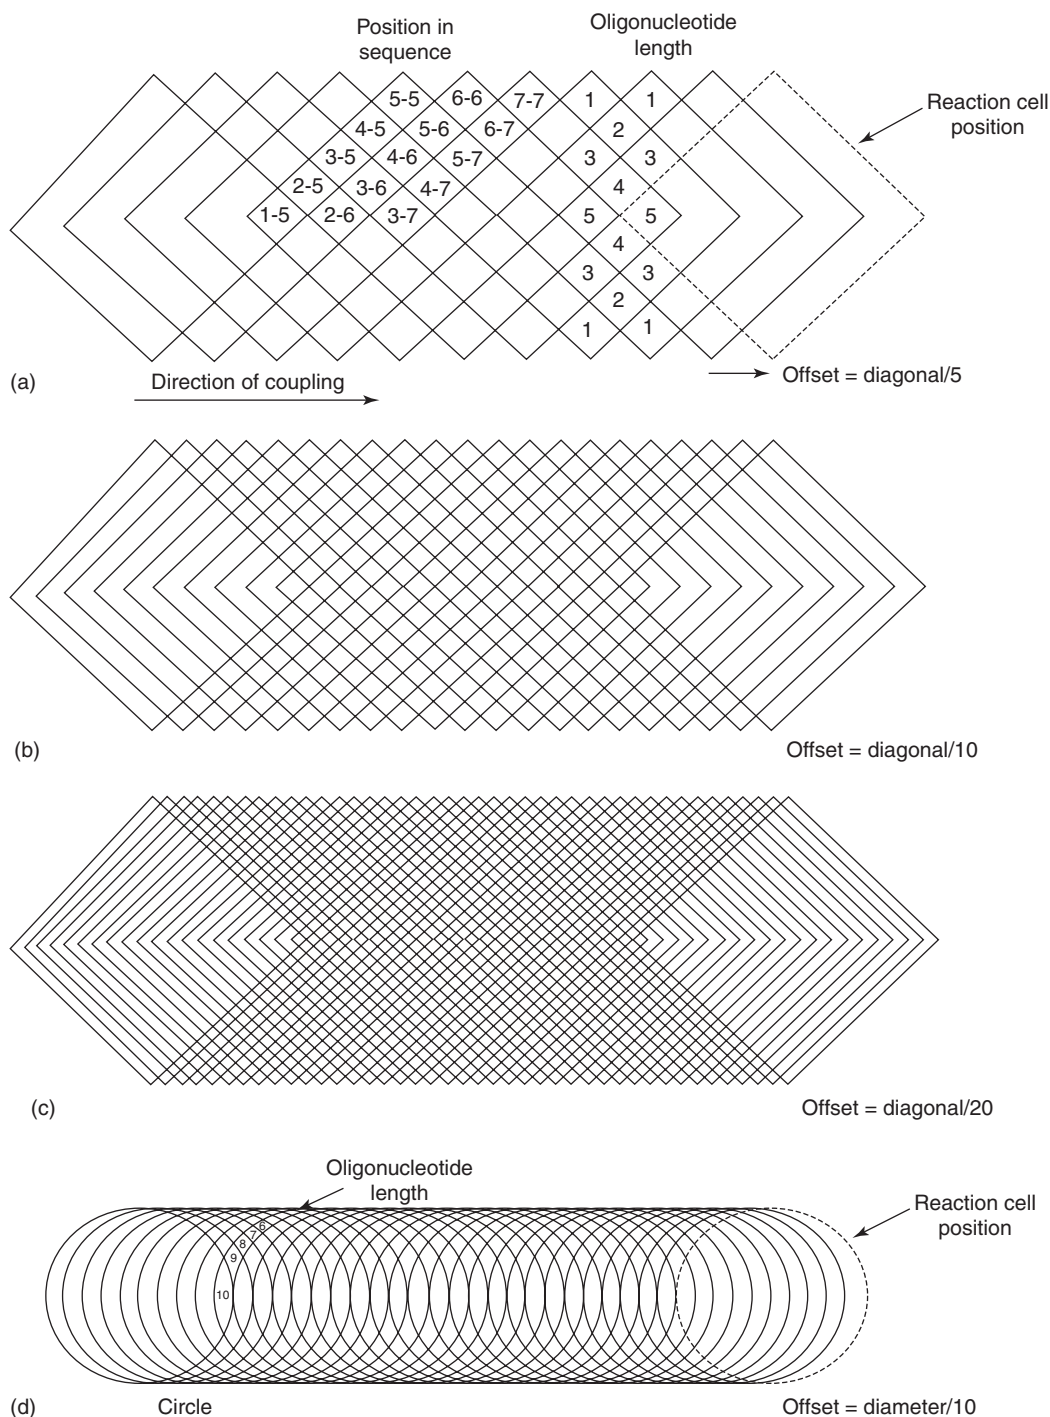 Position in
sequence
Oligonucleotide
length
Reaction cell
position
5-5 6-6 7-7 1 1
4-5 5-6 6-7 2
3-5 4-6 5-7 3 3
2-5 3-6 4-7 4
1-5 2-6 3-7 5 5
4
3 3
2
1 1
(a)
Direction of coupling
Offset = diagonal/5
(b)
Offset = diagonal/10
(c)
Offset = diagonal/20
Oligonucleotide
length
Reaction cell
position
6
7
8
9
10
(d)
Circle
Offset = diameter/10